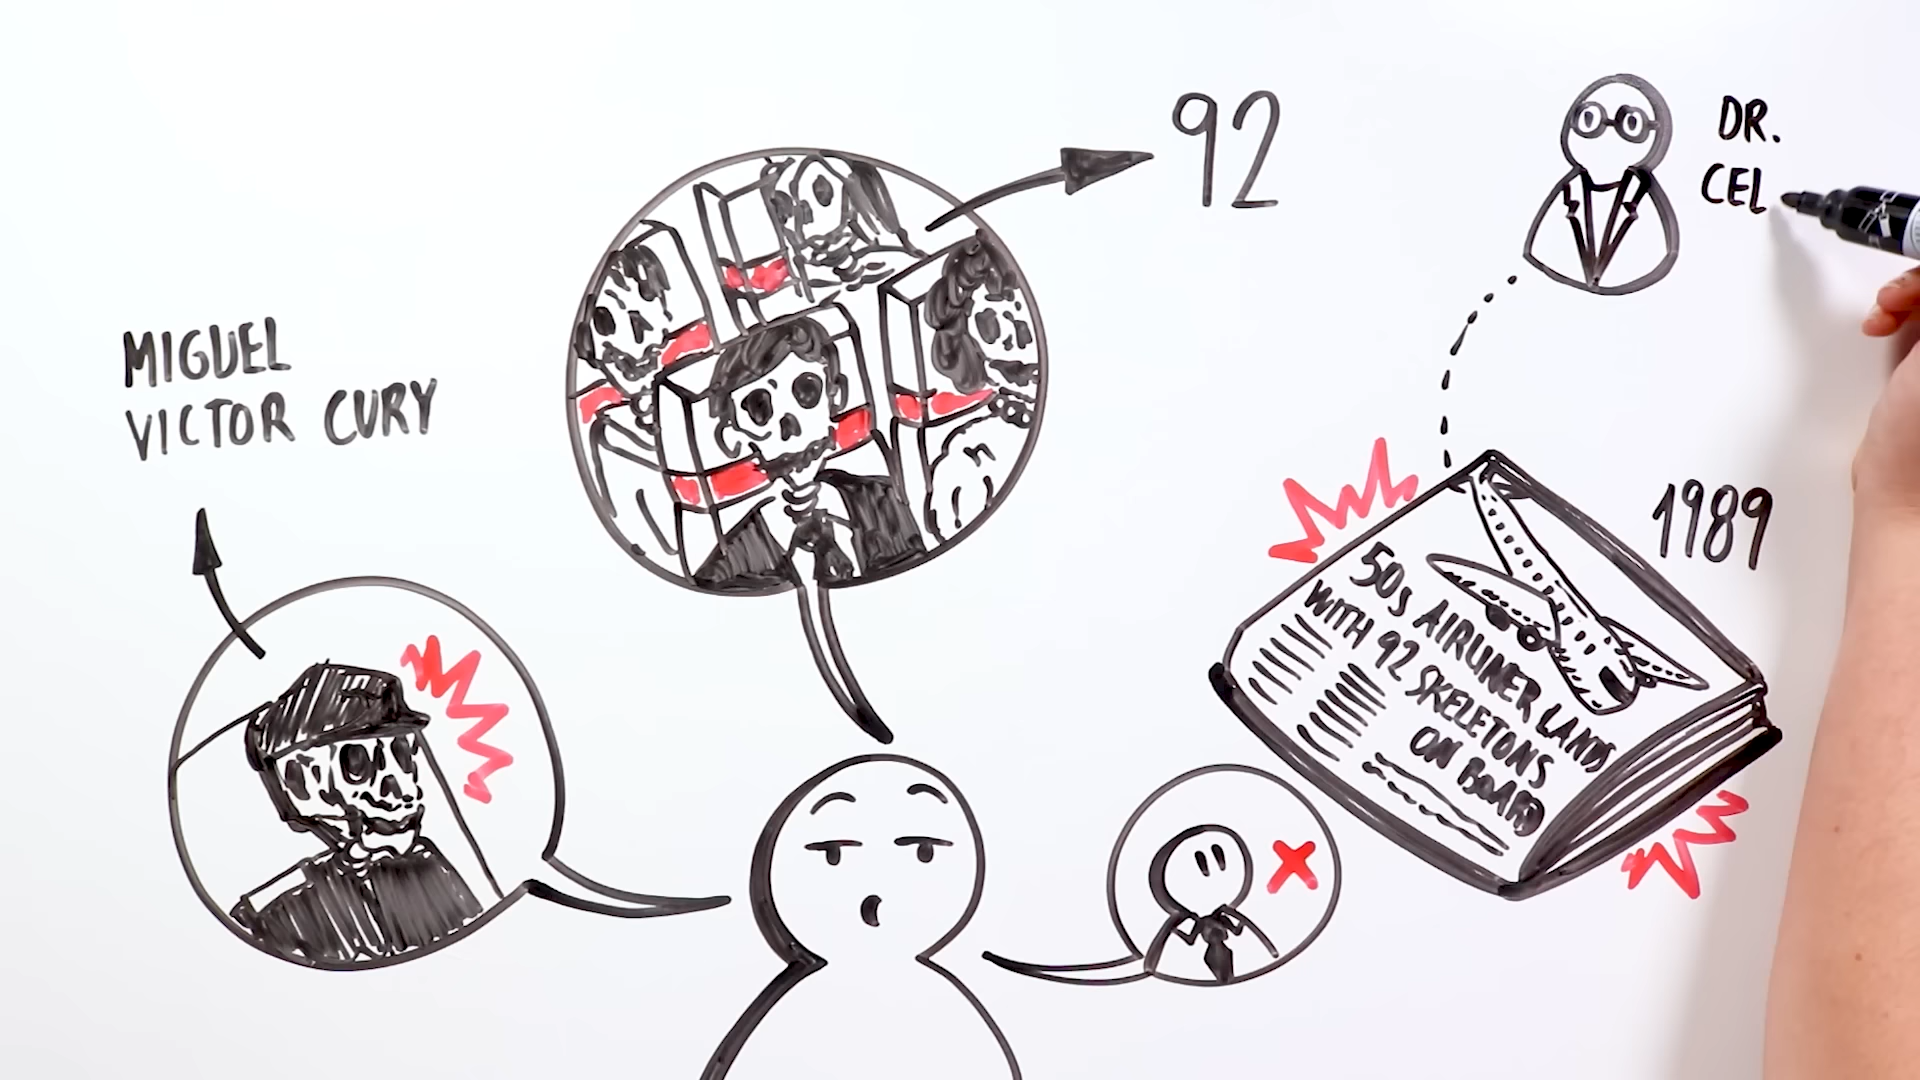 92
DR.
CEL
MIGUEL
VICTOR CURY
1989
50s AIRLINER LANDS
WITH 92 SKELETONS
ON BOARD